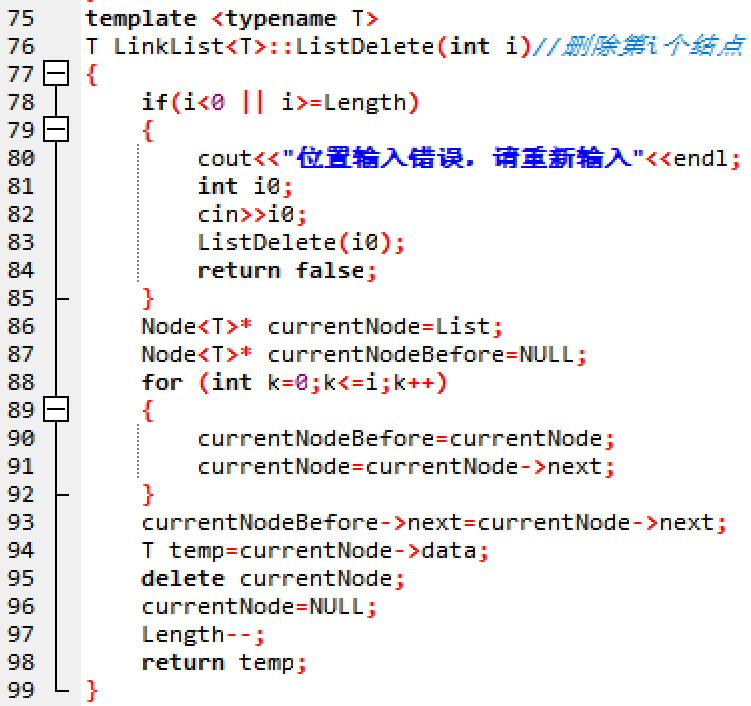 75 template <typename T>
76 T LinkList<T>::ListDelete(int i)//删除第i个结点
77 {
78 if(i<0 || i>=Length)
79 {
80 cout<<"位置输入错误，请重新输入"<<endl;
81 int i0;
82 cin>>i0;
83 ListDelete(i0);
84 return false;
85 }
86 Node<T>* currentNode=List;
87 Node<T>* currentNodeBefore=NULL;
88 for (int k=0;k<=i;k++)
89 {
90 currentNodeBefore=currentNode;
91 currentNode=currentNode->next;
92 }
93 currentNodeBefore->next=currentNode->next;
94 T temp=currentNode->data;
95 delete currentNode;
96 currentNode=NULL;
97 Length--;
98 return temp;
99 }